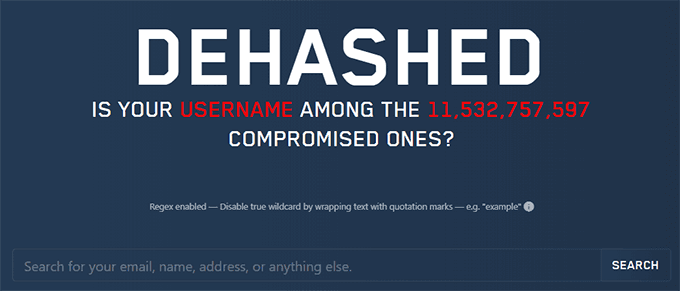 DEHASHED
IS YOUR USERNAME AMONG THE 11,532,757,597
COMPROMISED ONES?
Regex enabled — Disable true wildcard by wrapping text with quotation marks — e.g. "example" i
Search for your email, name, address, or anything else.
SEARCH